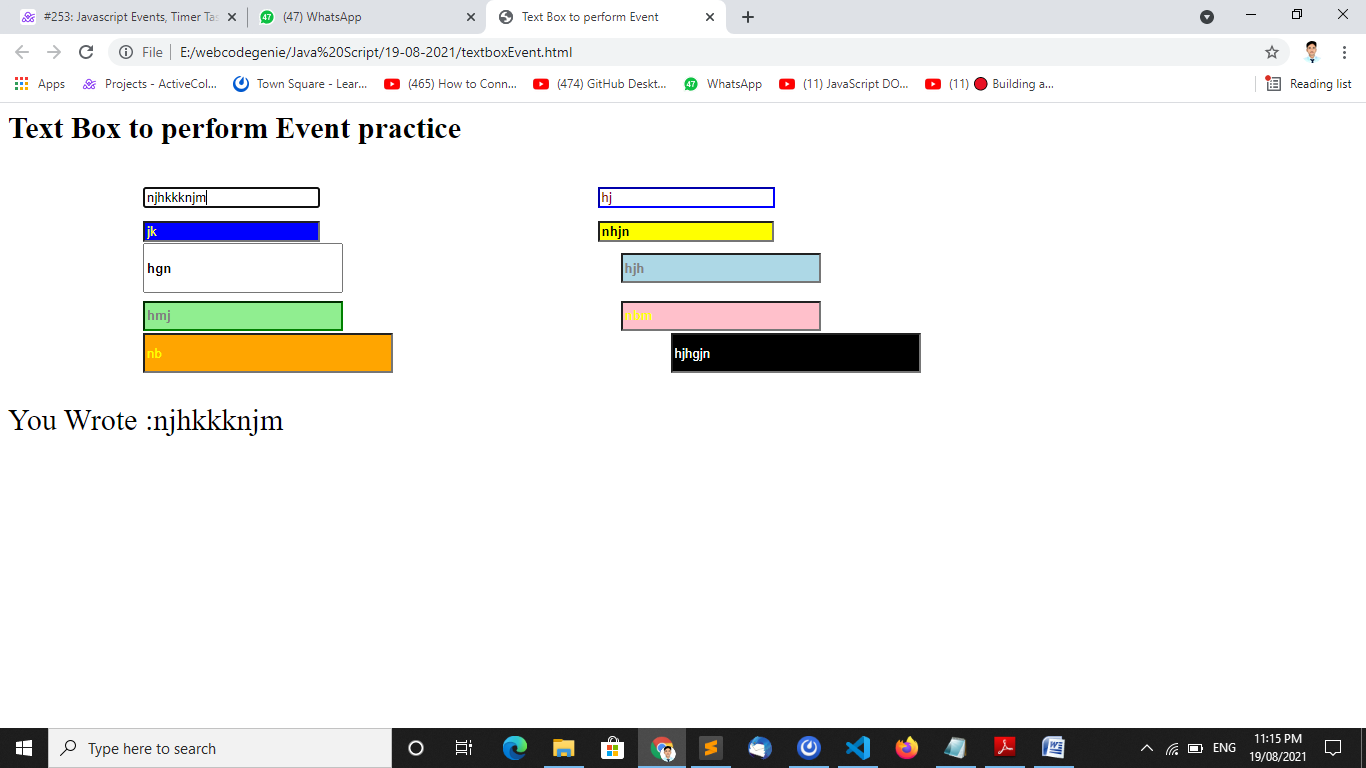 #253: Javascript Events, Timer Tas
(47) WhatsApp
Text Box to perform Event
File
E:/webcodegenie/Java%20Script/19-08-2021/textboxEvent.html
Apps
Projects - ActiveCol...
Town Square - Lear...
(465) How to Conn...
(474) GitHub Deskt...
47 WhatsApp
(11) JavaScript DO...
(11) Building a...
Reading list
Text Box to perform Event practice
njhkkknjm
hj
jk
nhjn
hgn
hjh
hmj
nbm
nb
hjhgjn
You Wrote :njhkkknjm
Type here to search
ENG
11:15 PM
19/08/2021